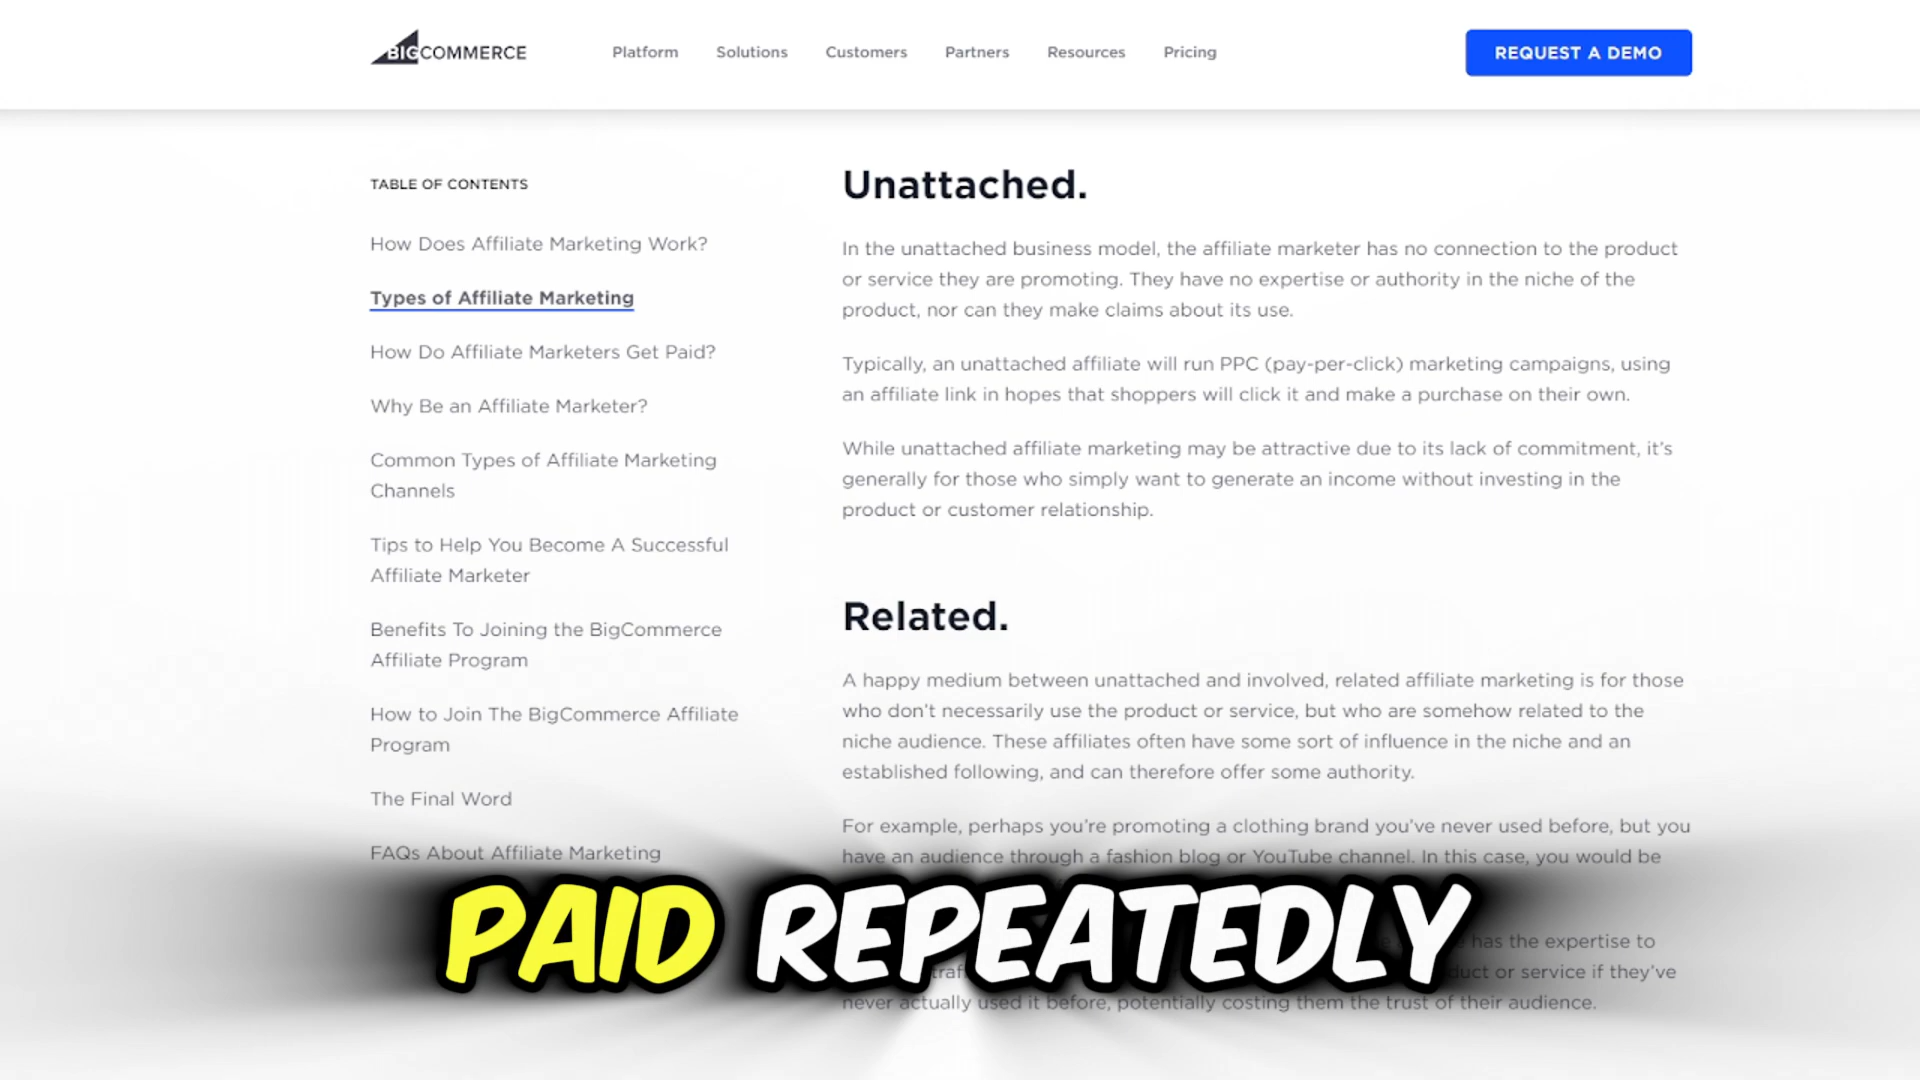 BIGCOMMERCE
Platform
Solutions
Customers
Partners
Resources
Pricing
REQUEST A DEMO
TABLE OF CONTENTS
How Does Affiliate Marketing Work?
Types of Affiliate Marketing
How Do Affiliate Marketers Get Paid?
Why Be an Affiliate Marketer?
Common Types of Affiliate Marketing
Channels
Tips to Help You Become A Successful
Affiliate Marketer
Benefits To Joining the BigCommerce
Affiliate Program
How to Join The BigCommerce Affiliate
Program
The Final Word
FAQs About Affiliate Marketing
Unattached.
In the unattached business model, the affiliate marketer has no connection to the product
or service they are promoting. They have no expertise or authority in the niche of the
product, nor can they make claims about its use.
Typically, an unattached affiliate will run PPC (pay-per-click) marketing campaigns, using
an affiliate link in hopes that shoppers will click it and make a purchase on their own.
While unattached affiliate marketing may be attractive due to its lack of commitment, it's
generally for those who simply want to generate an income without investing in the
product or customer relationship.
Related.
A happy medium between unattached and involved, related affiliate marketing is for those
who don't necessarily use the product or service, but who are somehow related to the
niche audience. These affiliates often have some sort of influence in the niche and an
established following, and can therefore offer some authority.
For example, perhaps you're promoting a clothing brand you've never used before, but you
have an audience through a fashion blog or YouTube channel. In this case, you would be
has the expertise to
or service if they've
never actually used it before, potentially costing them the trust of their audience.
PAID REPEATEDLY